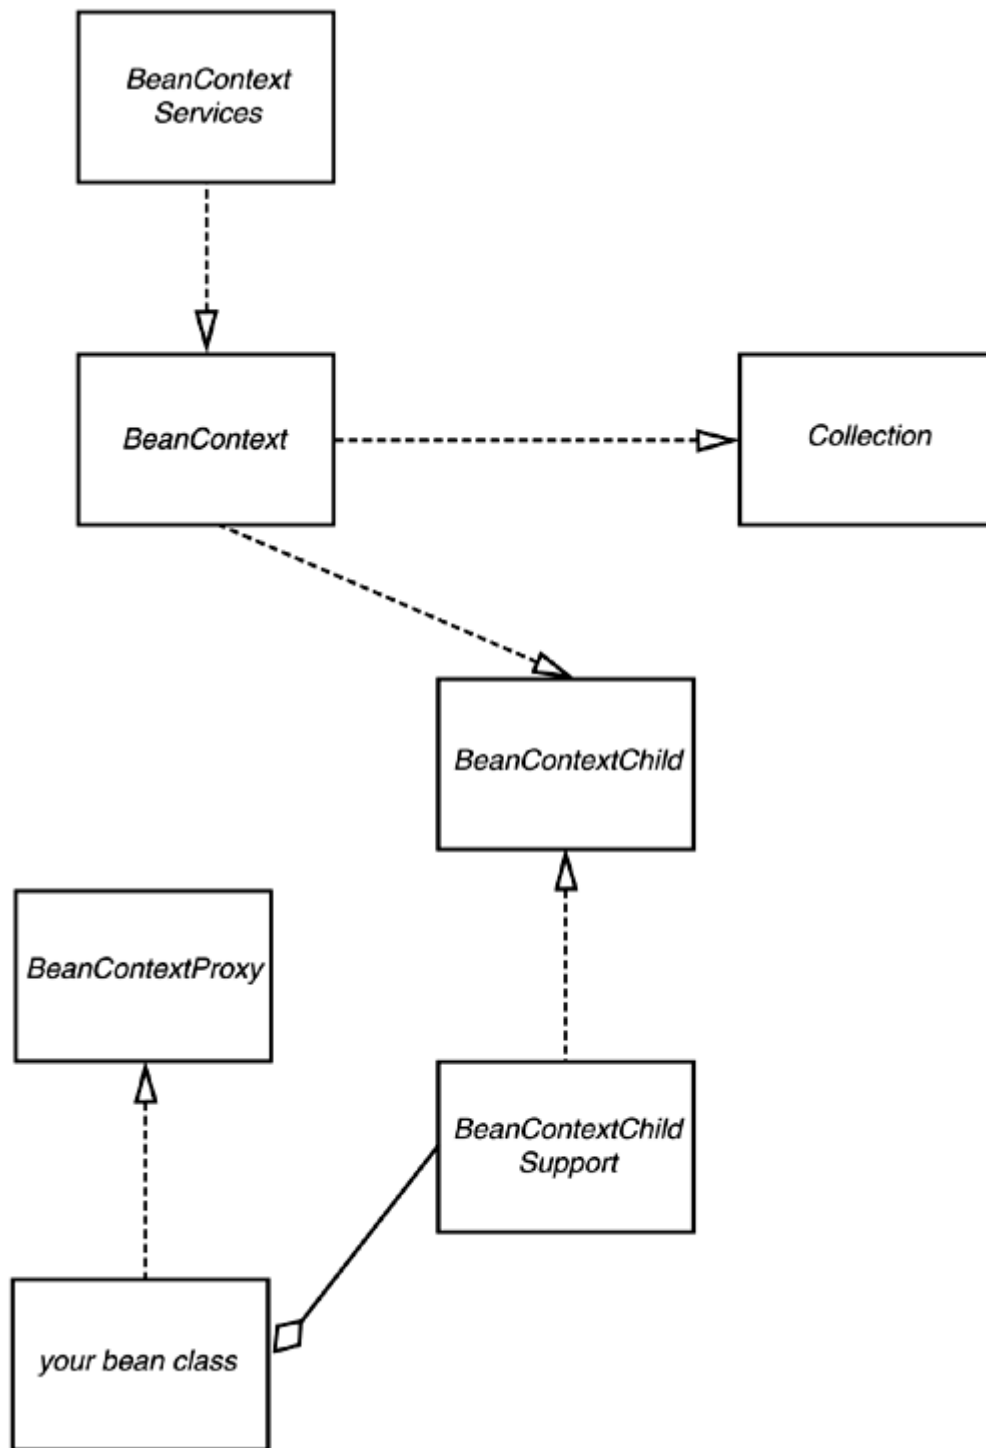 BeanContext
Services
BeanContext
Collection
BeanContextChild
BeanContextProxy
BeanContextChild
Support
your bean class